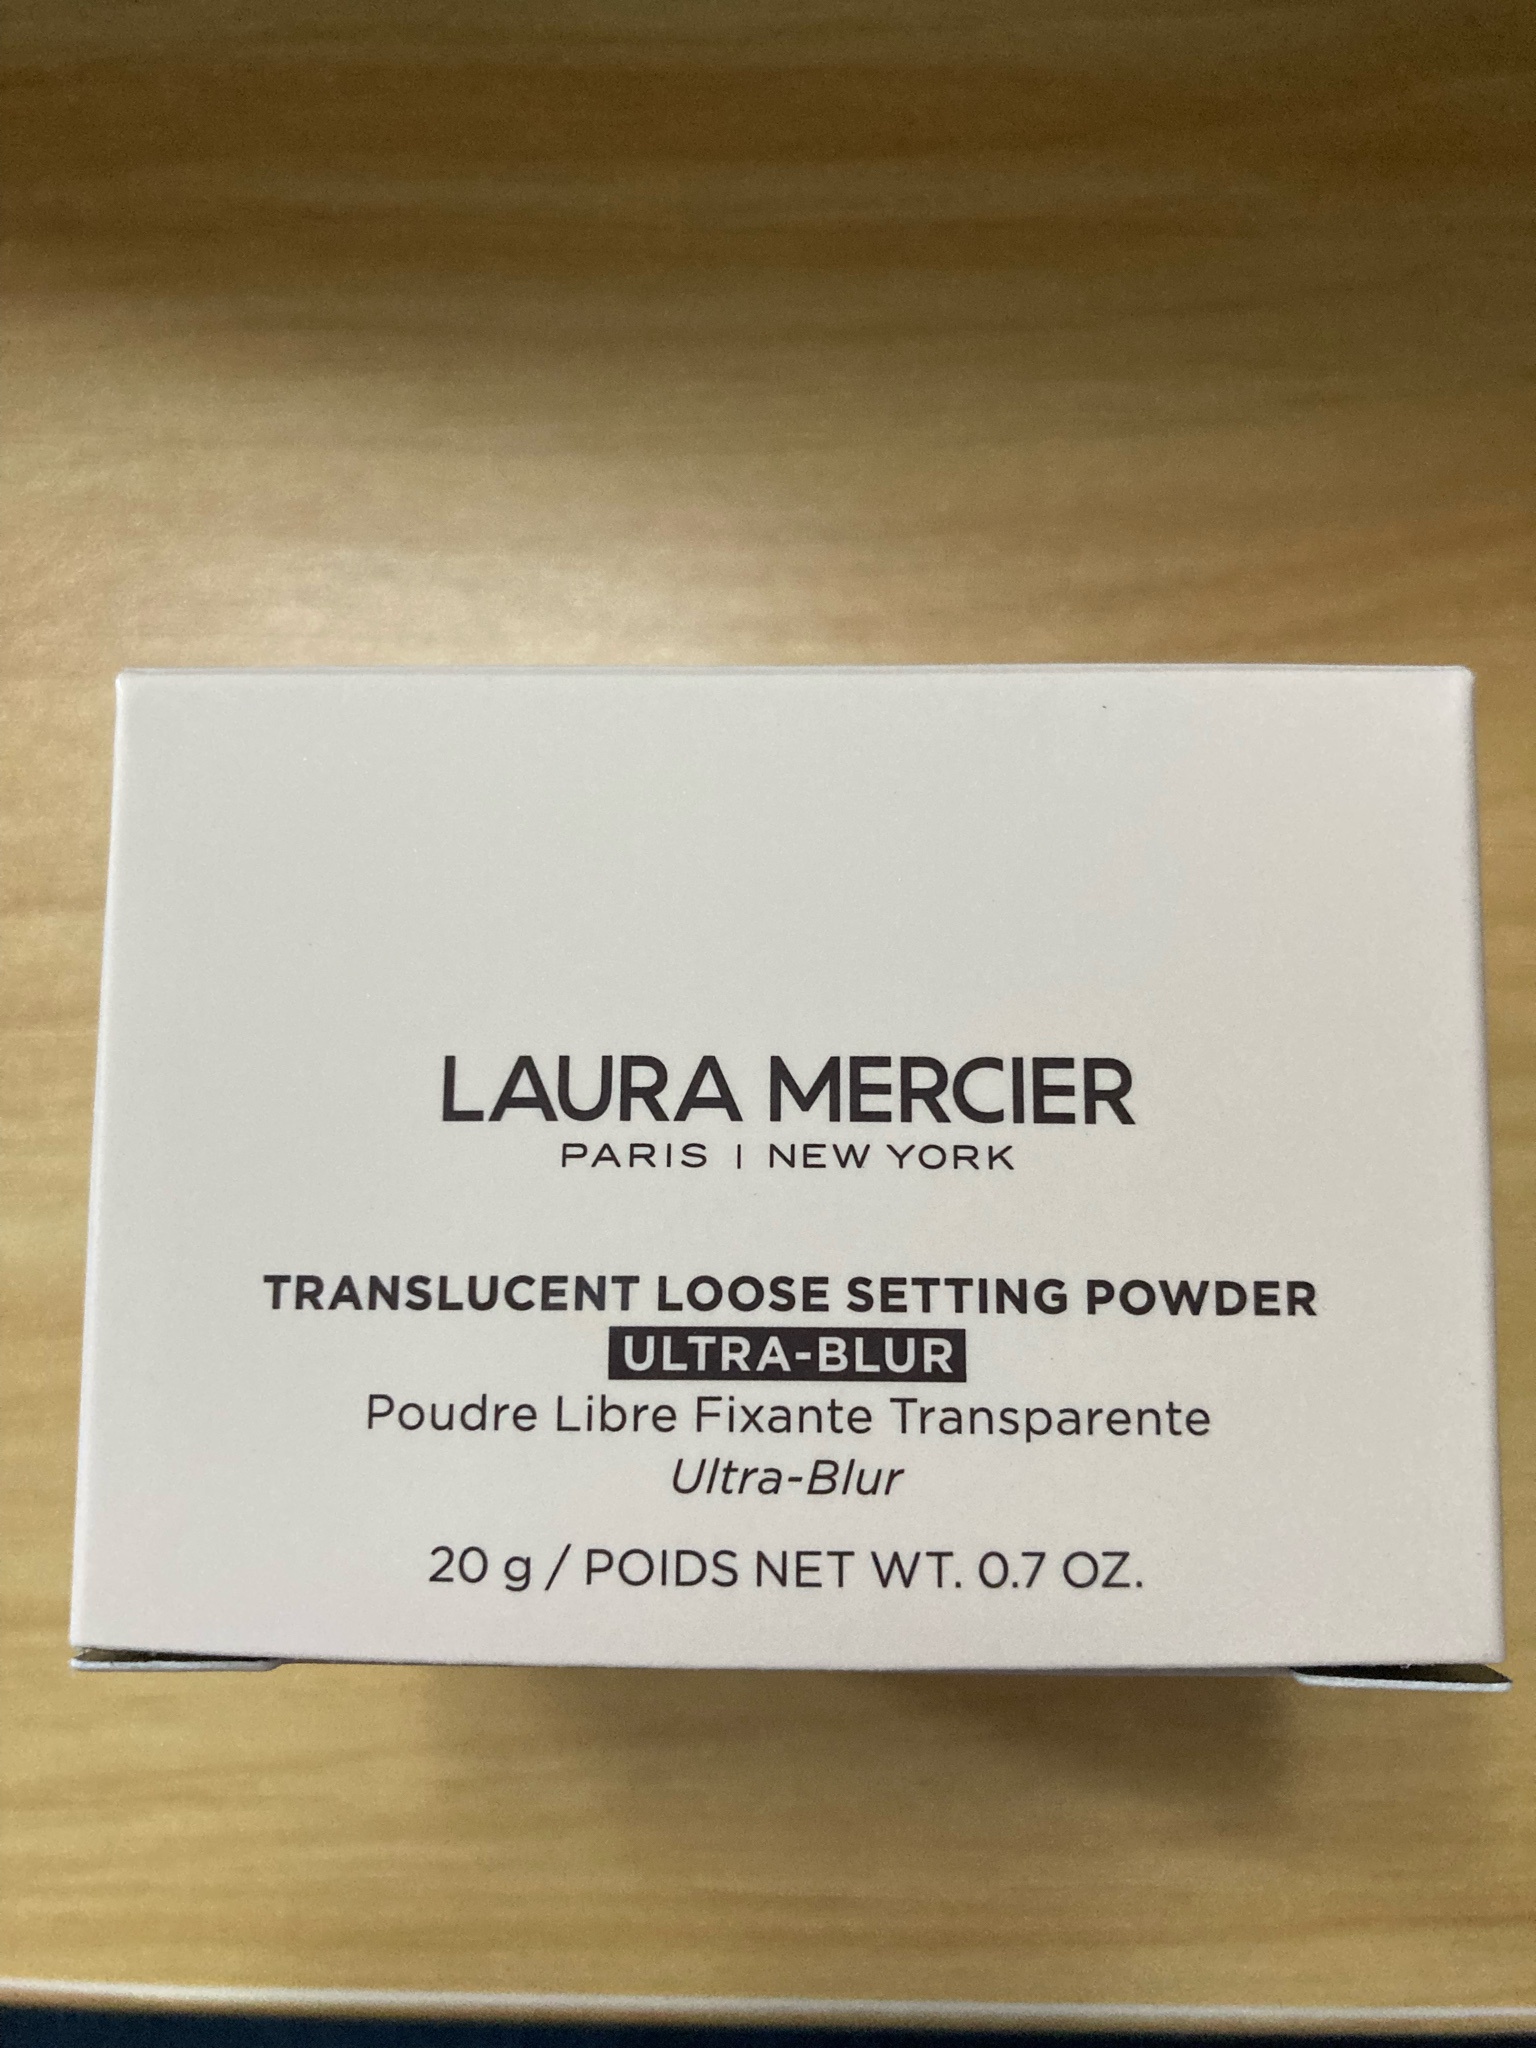 LAURA MERCIER
PARIS | NEW YORK
TRANSLUCENT LOOSE SETTING POWDER
ULTRA-BLUR
Poudre Libre Fixante Transparente
Ultra-Blur
20 g / POIDS NET WT. 0.7 OZ.